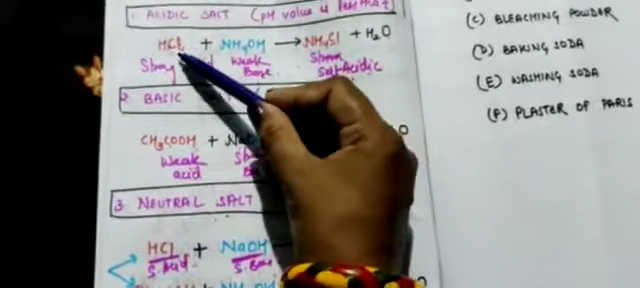 1. ACIDIC SALT (pH value is less than 7)
HCl + NH4OH → NH4Cl + H2O
Strong Weak Base. Strong
Salt-Acidic
2. BASIC
CH3COOH +
Weak acid
3. NEUTRAL SALT
HCl + NaOH
S. Acid S. Base
(C) BLEACHING POWDER
(D) BAKING SODA
(E) WASHING SODA
(F) PLASTER OF PARIS